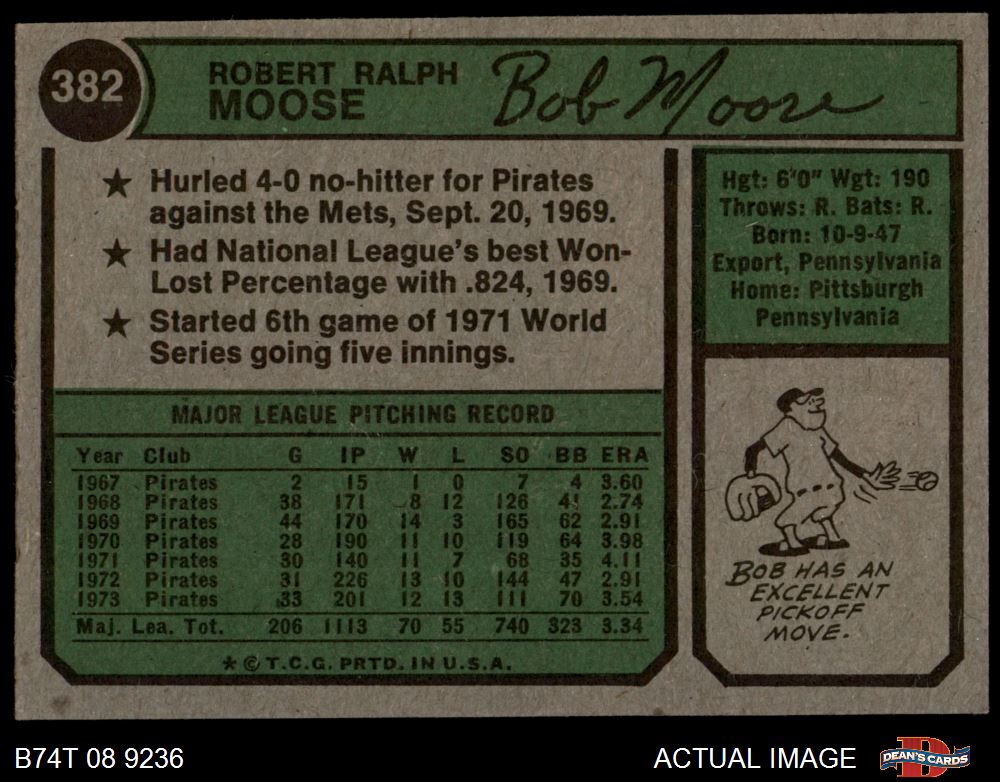 382
ROBERT RALPH
MOOSE
Bob Moose
★ Hurled 4-0 no-hitter for Pirates
against the Mets, Sept. 20, 1969.
★ Had National League's best Won-
Lost Percentage with .824, 1969.
★ Started 6th game of 1971 World
Series going five innings.
MAJOR LEAGUE PITCHING RECORD
Year Club G IP W L SO BB ERA
1967 Pirates 2 15 1 0 7 4 3.60
1968 Pirates 38 171 8 12 126 41 2.74
1969 Pirates 44 170 14 3 165 62 2.91
1970 Pirates 28 190 11 10 119 64 3.98
1971 Pirates 30 140 11 7 68 35 4.11
1972 Pirates 31 226 13 10 144 47 2.91
1973 Pirates 33 201 12 13 111 70 3.54
Maj. Lea. Tot. 206 1113 70 55 740 323 3.34
★ © T.C.G. PRTD. IN U.S.A.
Hgt: 6'0" Wgt: 190
Throws: R. Bats: R.
Born: 10-9-47
Export, Pennsylvania
Home: Pittsburgh
Pennsylvania
BOB HAS AN
EXCELLENT
PICKOFF
MOVE.
B74T 08 9236
ACTUAL IMAGE
DEAN'S CARDS